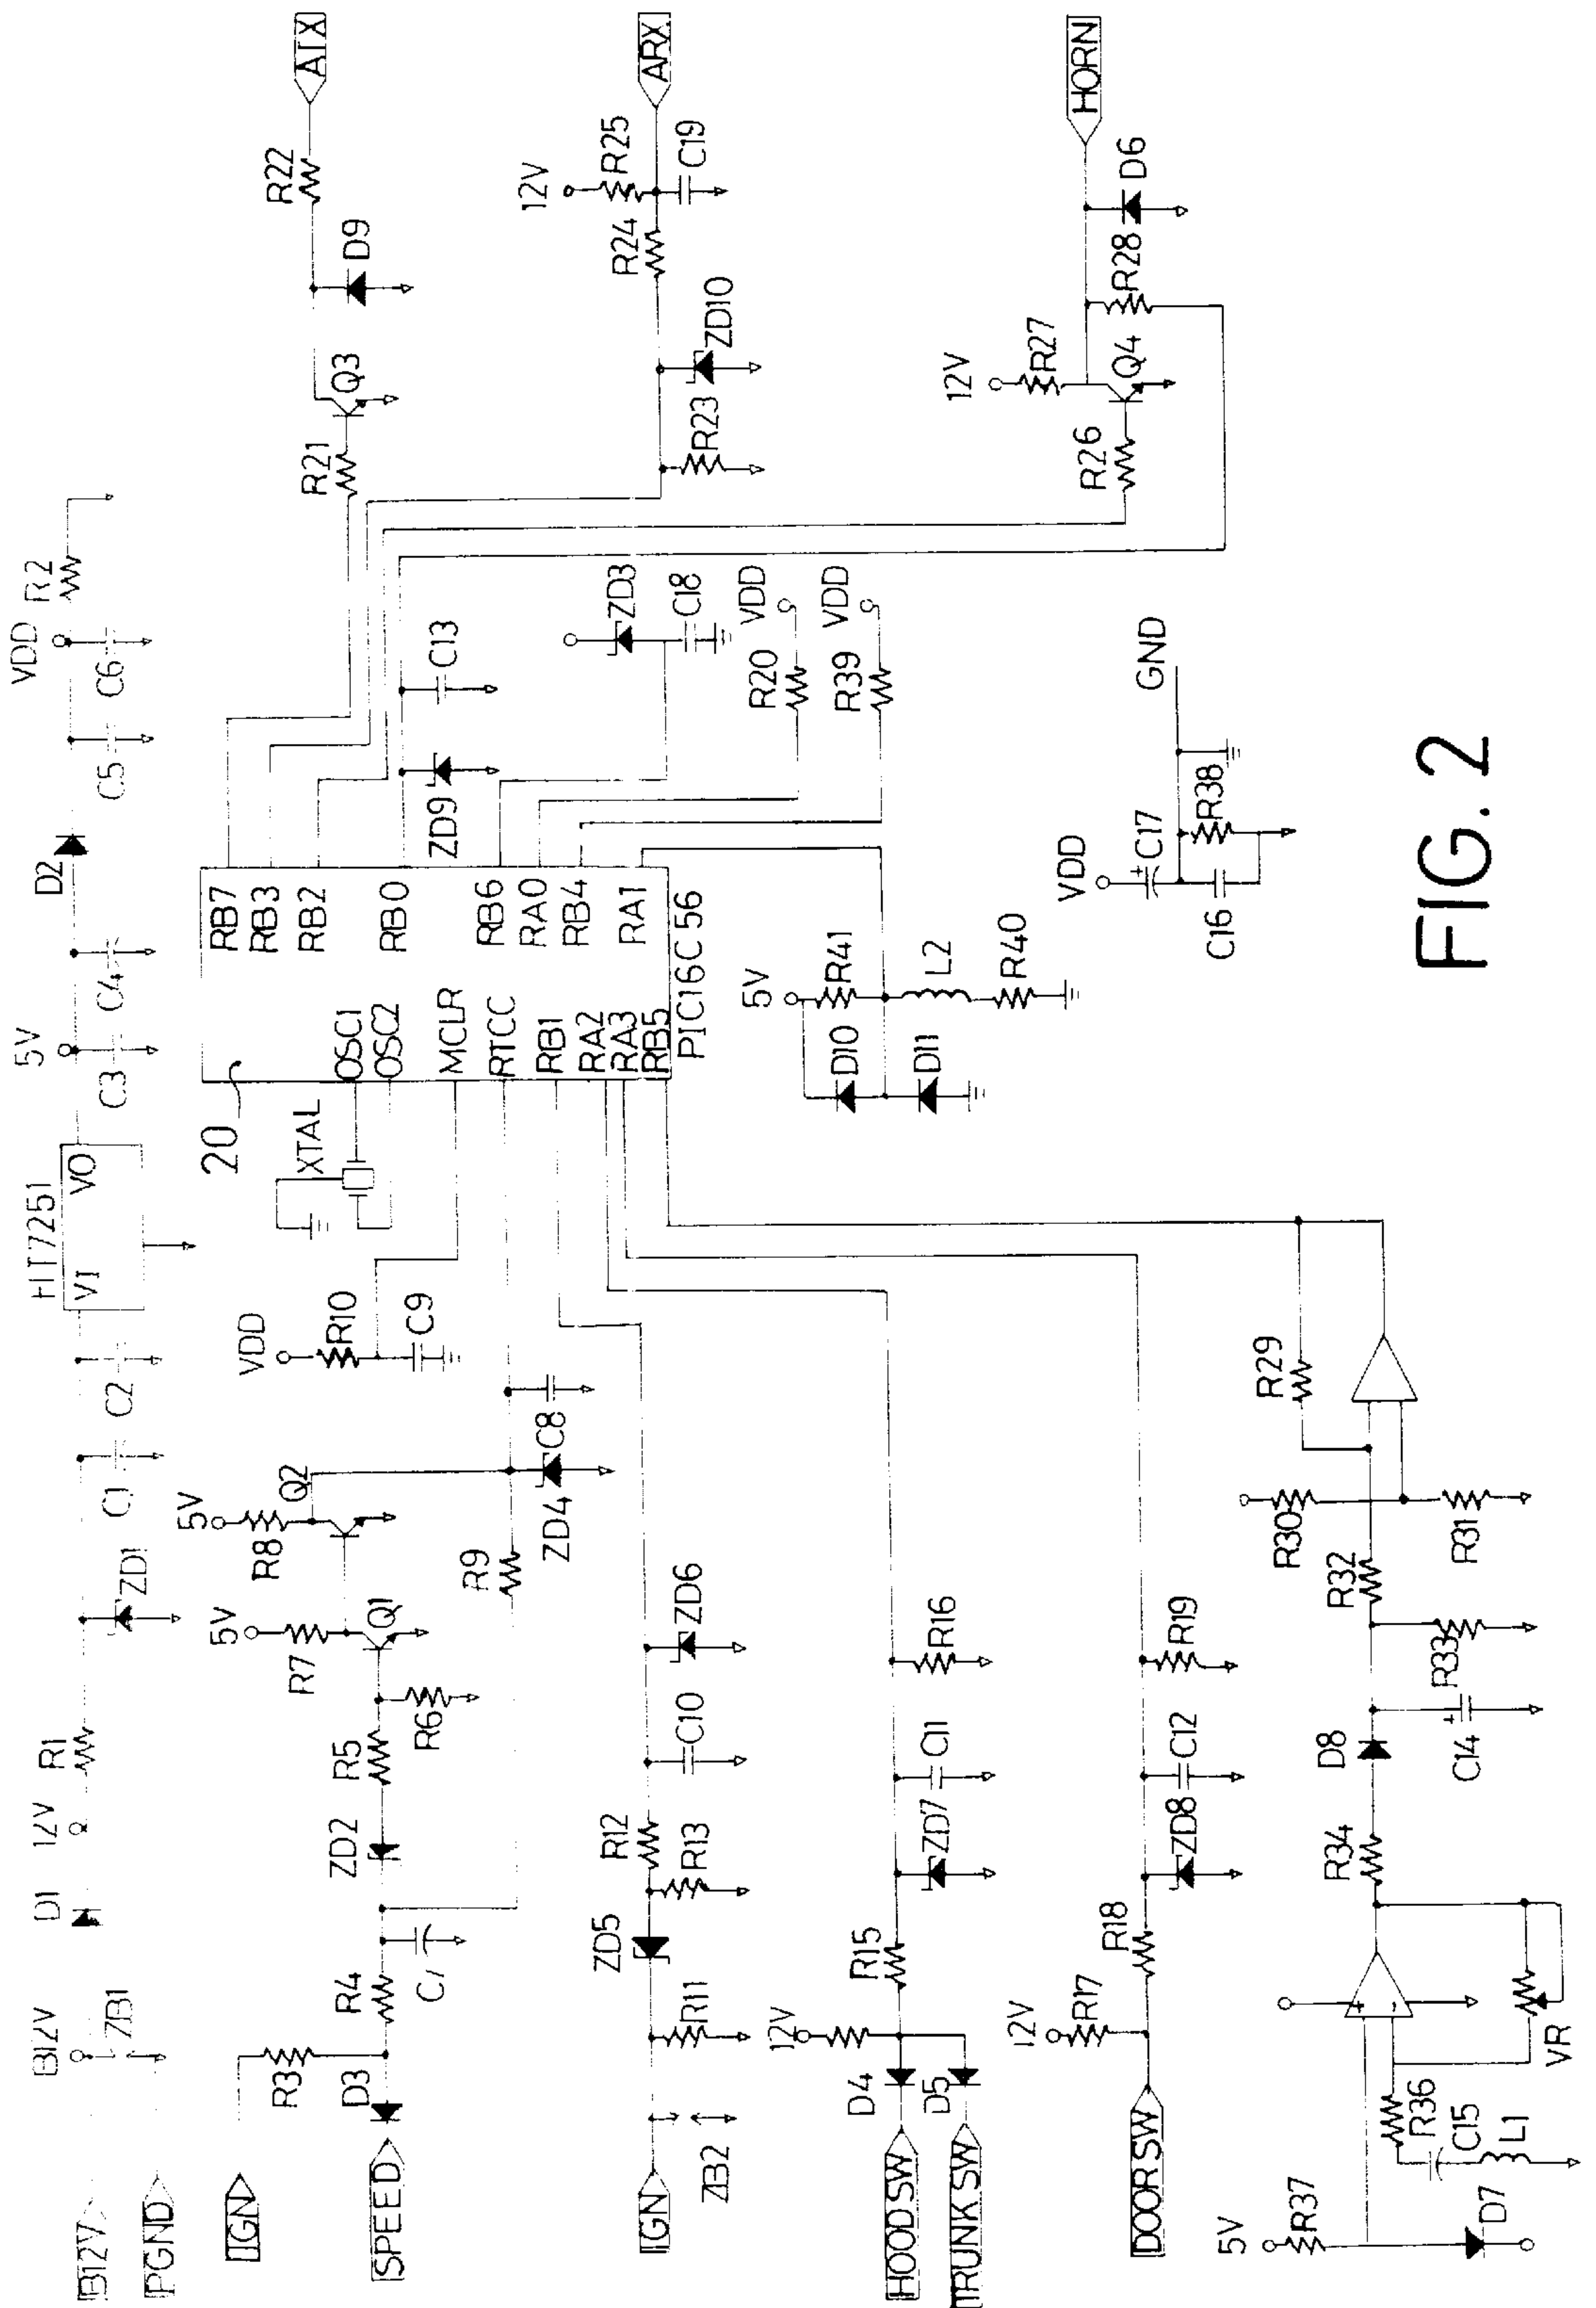 B12V
PGND
B12V
ZB1
D1
12V
R1
ZD1
C1
C2
HT7251
VI
VO
5V
C3
C4
D2
C5
VDD
C6
R2
IGN
SPEED
R3
D3
R4
ZD2
R5
R6
5V
R7
Q1
5V
R8
Q2
R9
ZD4
C8
VDD
R10
C9
XTAL
20
OSC1
OSC2
MCLR
RTCC
RB1
RA2
RA3
RB5
RB7
RB3
RB2
RB0
RB6
RA0
RB4
RA1
PIC16C56
R21
Q3
D9
R22
ATX
12V
R25
R24
C19
ARX
ZD10
R23
12V
R27
R26
Q4
R28
D6
HORN
ZD9
C13
ZD3
C18
R20
VDD
R39
VDD
5V
R41
D10
D11
L2
R40
VDD
C17
C16
R38
GND
IGN
ZB2
R11
ZD5
R12
R13
C10
ZD6
HOOD SW
TRUNK SW
12V
D4
D5
R15
ZD7
C11
R16
DOOR SW
12V
R17
R18
ZD8
C12
R19
5V
R37
D7
R36
C15
L1
VR
R34
D8
C14
R33
R32
R30
R31
R29
FIG. 2